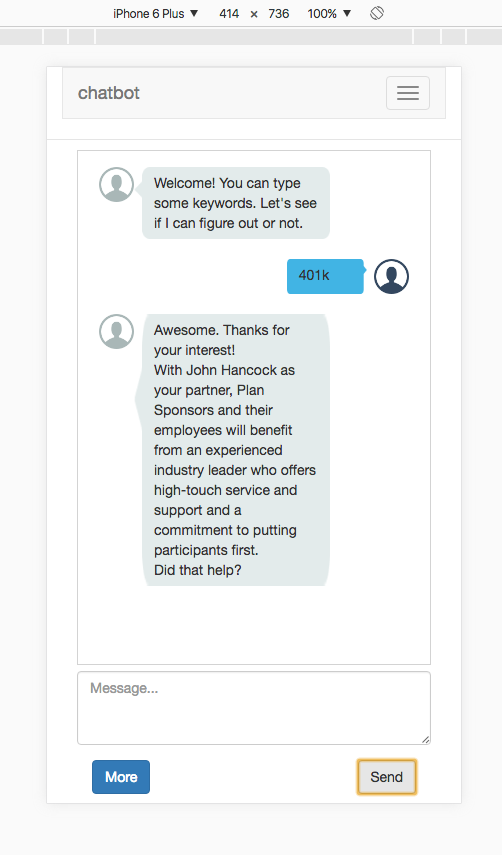 iPhone 6 Plus ▼ 414 × 736 100% ▼
chatbot
Welcome! You can type
some keywords. Let's see
if I can figure out or not.
401k
Awesome. Thanks for
your interest!
With John Hancock as
your partner, Plan
Sponsors and their
employees will benefit
from an experienced
industry leader who offers
high-touch service and
support and a
commitment to putting
participants first.
Did that help?
Message...
More Send